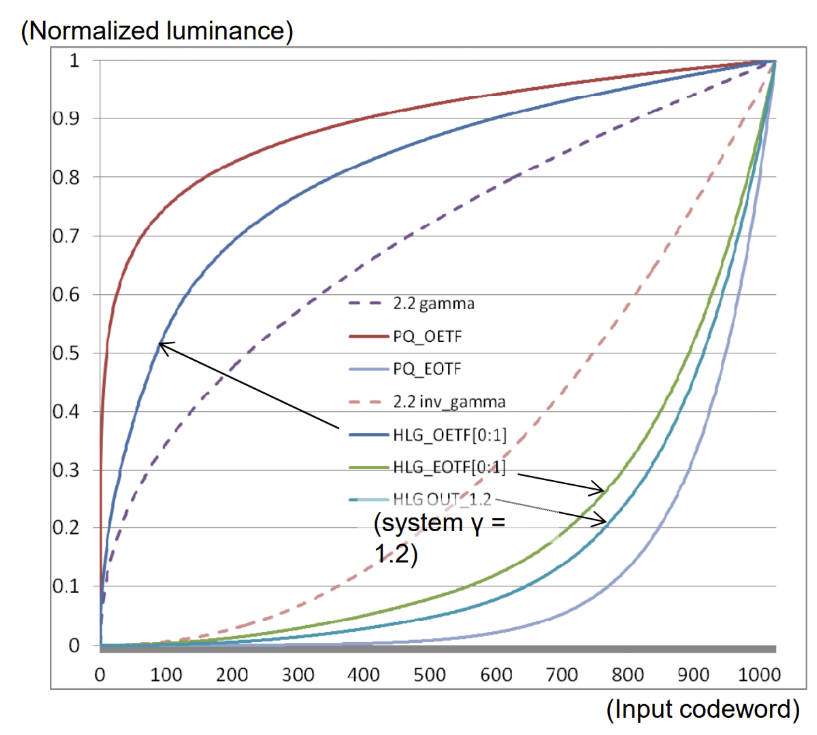 (Normalized luminance)
1
0.9
0.8
0.7
0.6
0.5
0.4
0.3
0.2
0.1
0
2.2 gamma
PQ_OETF
PQ_EOTF
2.2 inv_gamma
HLG_OETF[0:1]
HLG_EOTF[0:1]
HLG OUT_1.2
(system γ =
1.2)
0 100 200 300 400 500 600 700 800 900 1000
(Input codeword)